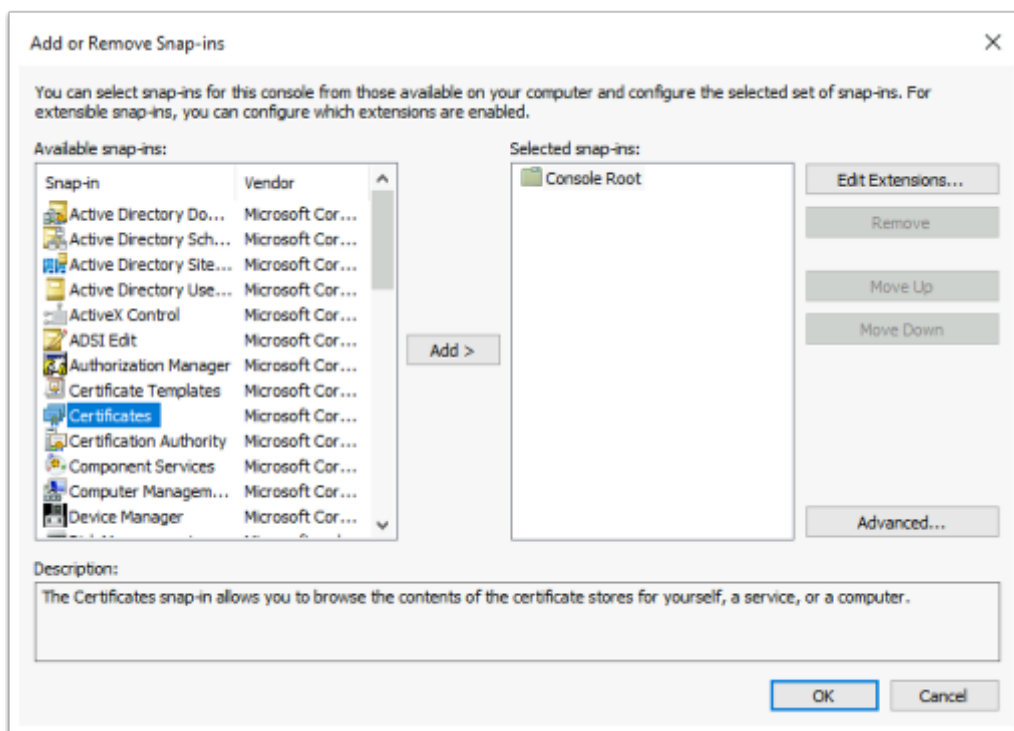 Add or Remove Snap-ins
You can select snap-ins for this console from those available on your computer and configure the selected set of snap-ins. For
extensible snap-ins, you can configure which extensions are enabled.
Available snap-ins:
Selected snap-ins:
Snap-in Vendor
Active Directory Do... Microsoft Cor...
Active Directory Sch... Microsoft Cor...
Active Directory Site... Microsoft Cor...
Active Directory Use... Microsoft Cor...
ActiveX Control Microsoft Cor...
ADSI Edit Microsoft Cor...
Authorization Manager Microsoft Cor...
Certificate Templates Microsoft Cor...
Certificates Microsoft Cor...
Certification Authority Microsoft Cor...
Component Services Microsoft Cor...
Computer Managem... Microsoft Cor...
Device Manager Microsoft Cor...
Add >
Console Root
Edit Extensions...
Remove
Move Up
Move Down
Advanced...
Description:
The Certificates snap-in allows you to browse the contents of the certificate stores for yourself, a service, or a computer.
OK
Cancel